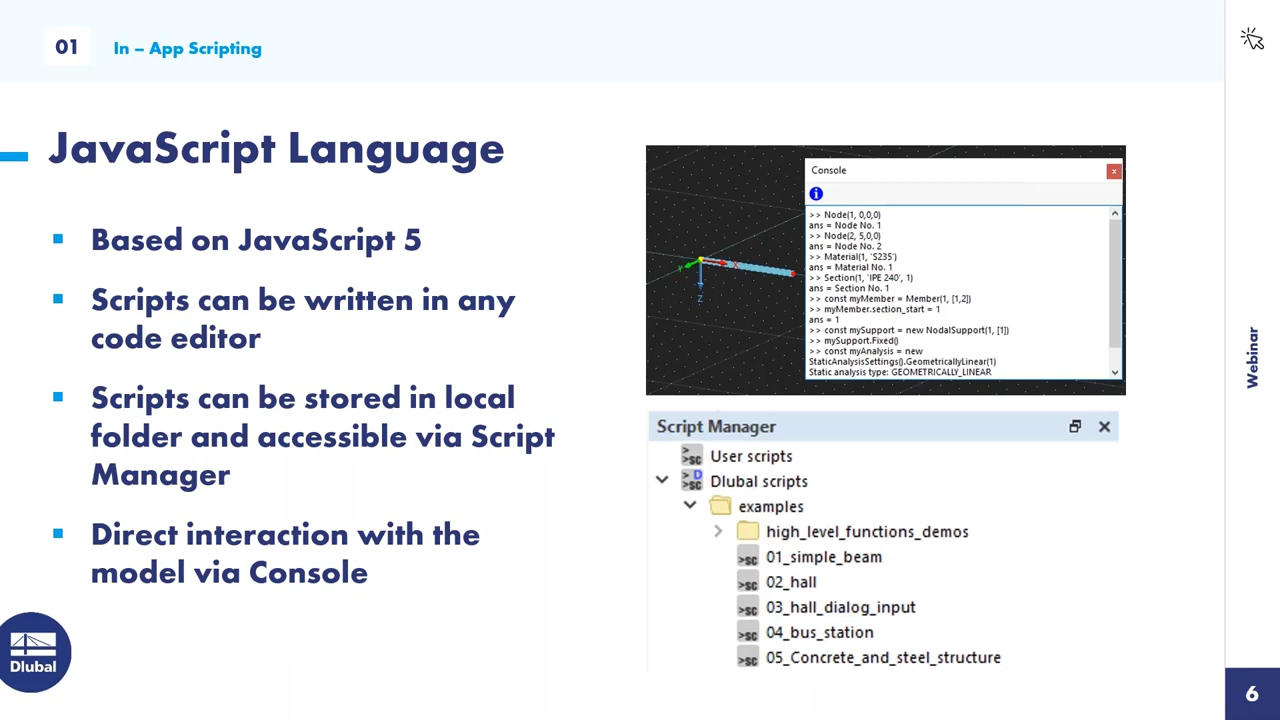 01
In – App Scripting
JavaScript Language
▪ Based on JavaScript 5
▪ Scripts can be written in any
code editor
▪ Scripts can be stored in local
folder and accessible via Script
Manager
▪ Direct interaction with the
model via Console
Dlubal
Y
X
Z
Console
>> Node(1, 0,0,0)
ans = Node No. 1
>> Node(2, 5,0,0)
ans = Node No. 2
>> Material(1, 'S235')
ans = Material No. 1
>> Section(1, 'IPE 240', 1)
ans = Section No. 1
>> const myMember = Member(1, [1,2])
>> myMember.section_start = 1
ans = 1
>> const mySupport = new NodalSupport(1, [1])
>> mySupport.Fixed()
>> const myAnalysis = new
StaticAnalysisSettings().GeometricallyLinear(1)
Static analysis type: GEOMETRICALLY_LINEAR
Script Manager
User scripts
Dlubal scripts
examples
high_level_functions_demos
01_simple_beam
02_hall
03_hall_dialog_input
04_bus_station
05_Concrete_and_steel_structure
Webinar
6